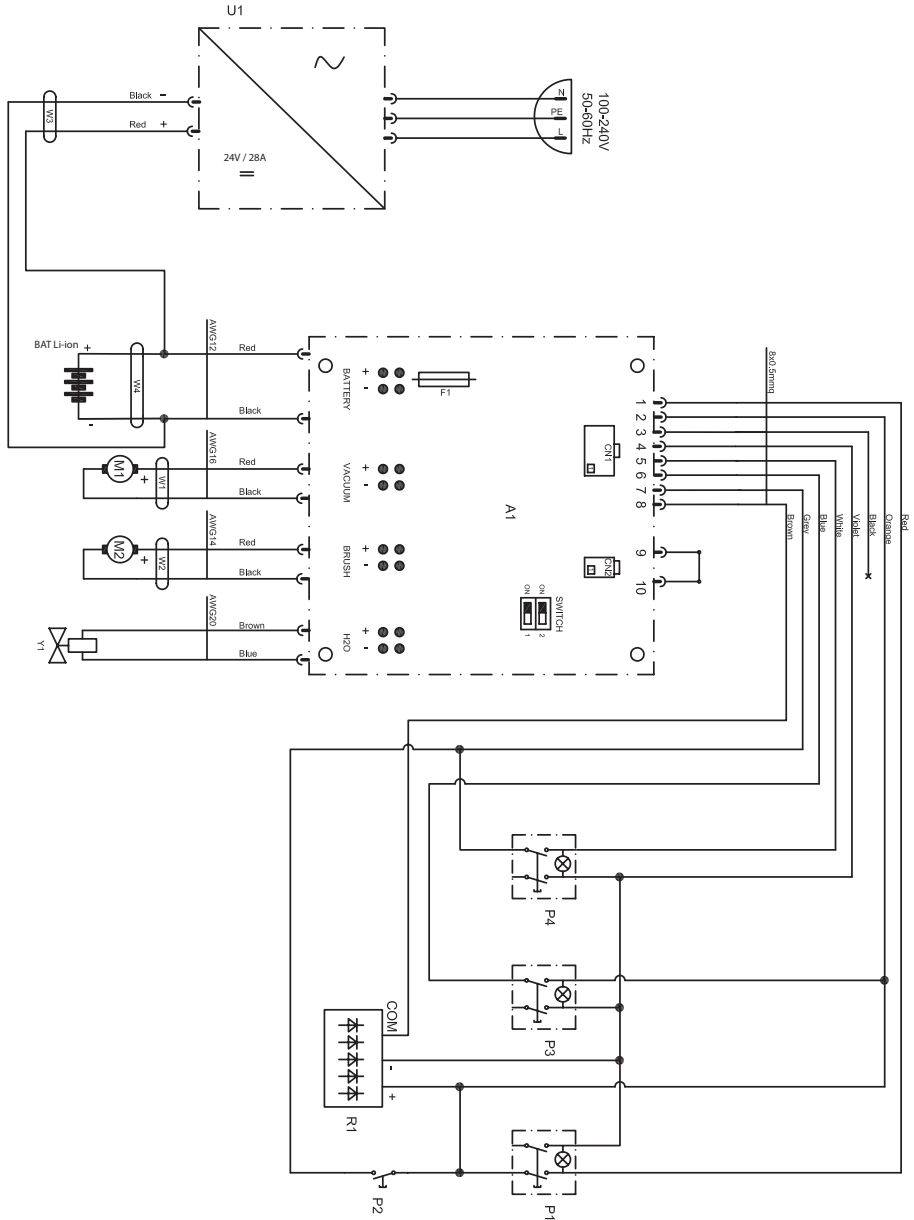 U1
100-240V
50-60Hz
N
PE
L
Black -
Red +
W3
24V / 28A
BAT Li-ion
+
-
W4
AWG12
Red
Black
BATTERY
+ -
F1
AWG16
Red
Black
M1
+
W1
VACUUM
+ -
AWG14
Red
Black
M2
+
W2
BRUSH
+ -
AWG20
Brown
Blue
Y1
H2O
+ -
A1
CN1
1
CN2
1
SWITCH
ON ON
1 2
1
2
3
4
5
6
7
8
9
10
8x0.5mmq
Red
Orange
Black
Violet
White
Blue
Grey
Brown
P4
P3
COM
-
+
R1
P2
P1